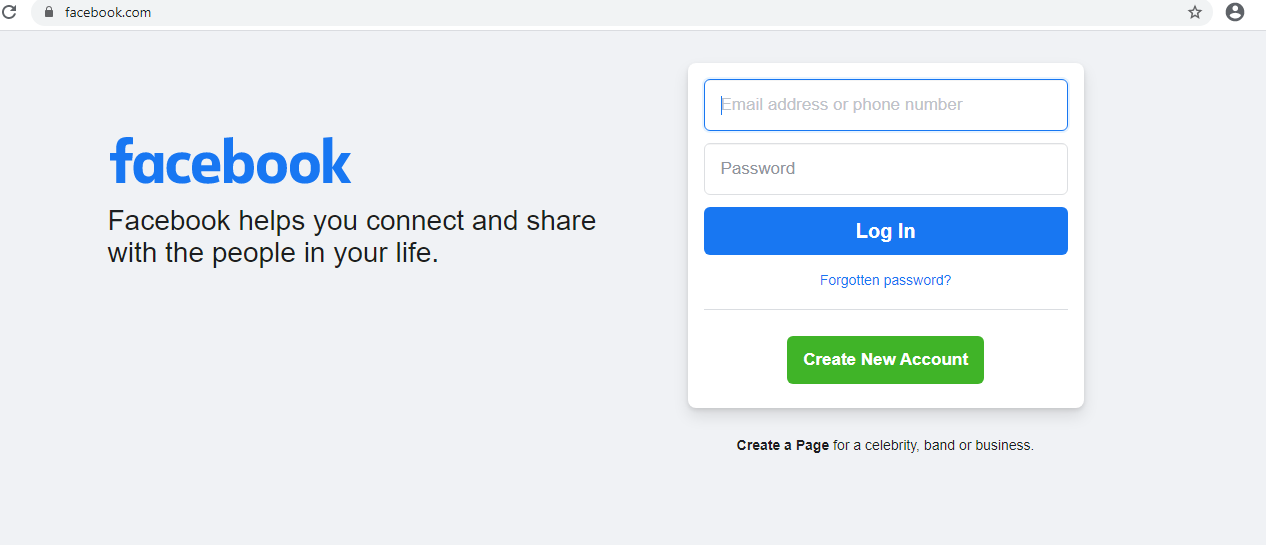 facebook.com
facebook
Facebook helps you connect and share
with the people in your life.
Email address or phone number
Password
Log In
Forgotten password?
Create New Account
Create a Page for a celebrity, band or business.